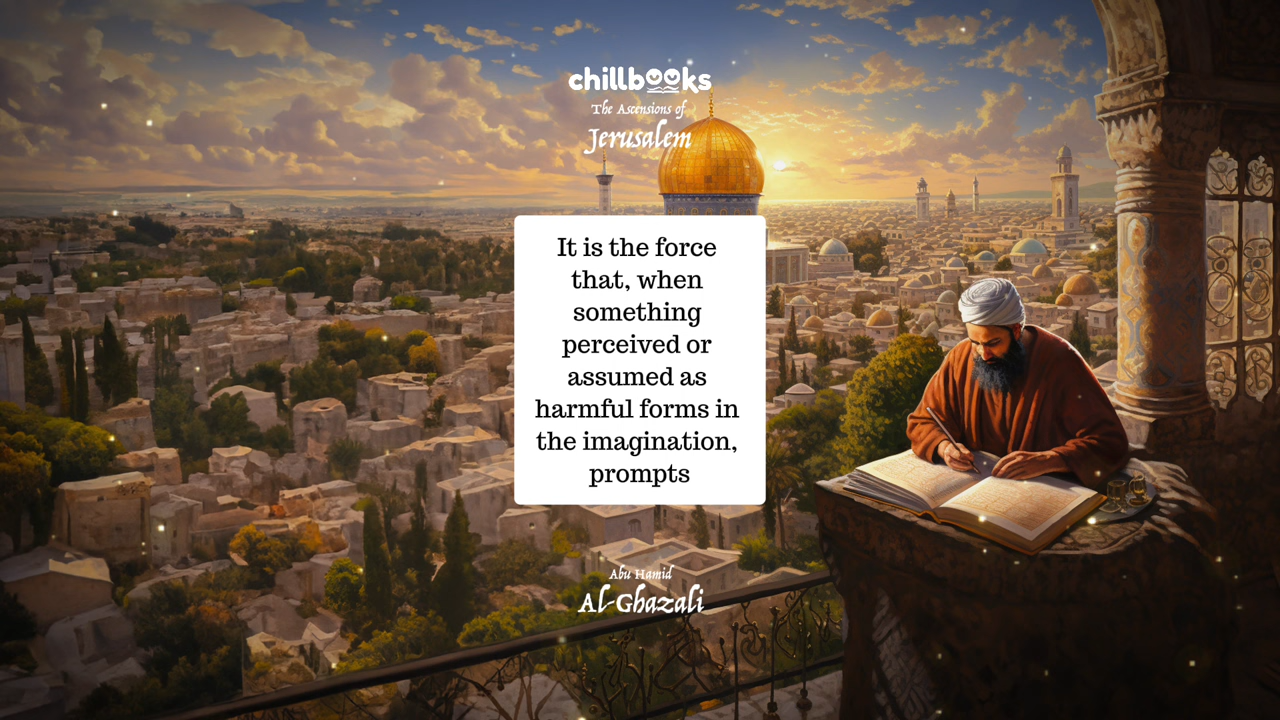 chillbooks
The Ascensions of
Jerusalem
It is the force
that, when
something
perceived or
assumed as
harmful forms in
the imagination,
prompts
Abu Hamid
Al-Ghazali